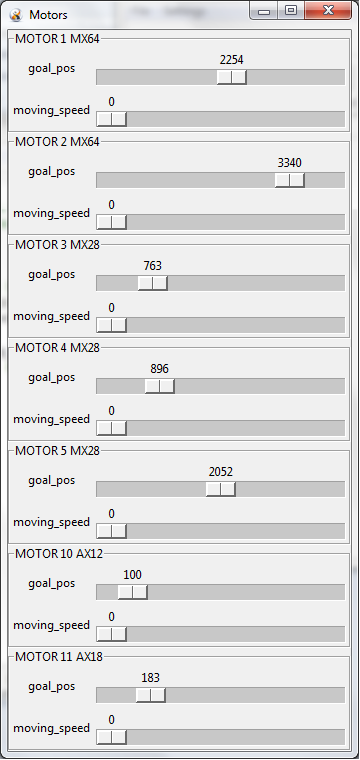 Motors
MOTOR 1 MX64
2254
goal_pos
0
moving_speed
MOTOR 2 MX64
3340
goal_pos
0
moving_speed
MOTOR 3 MX28
763
goal_pos
0
moving_speed
MOTOR 4 MX28
896
goal_pos
0
moving_speed
MOTOR 5 MX28
2052
goal_pos
0
moving_speed
MOTOR 10 AX12
100
goal_pos
0
moving_speed
MOTOR 11 AX18
183
goal_pos
0
moving_speed